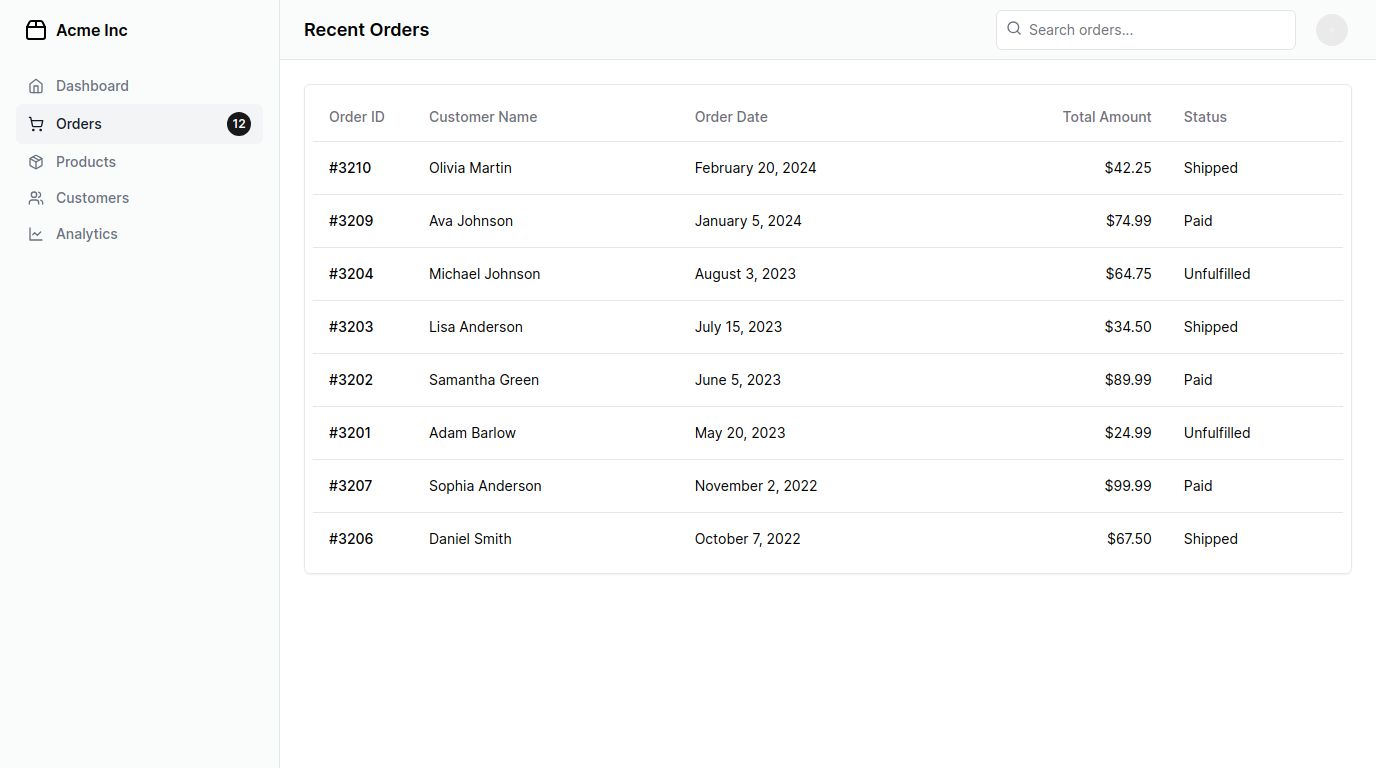 Acme Inc
Dashboard
Orders 12
Products
Customers
Analytics
Recent Orders
Search orders...
Order ID Customer Name Order Date Total Amount Status
#3210 Olivia Martin February 20, 2024 $42.25 Shipped
#3209 Ava Johnson January 5, 2024 $74.99 Paid
#3204 Michael Johnson August 3, 2023 $64.75 Unfulfilled
#3203 Lisa Anderson July 15, 2023 $34.50 Shipped
#3202 Samantha Green June 5, 2023 $89.99 Paid
#3201 Adam Barlow May 20, 2023 $24.99 Unfulfilled
#3207 Sophia Anderson November 2, 2022 $99.99 Paid
#3206 Daniel Smith October 7, 2022 $67.50 Shipped